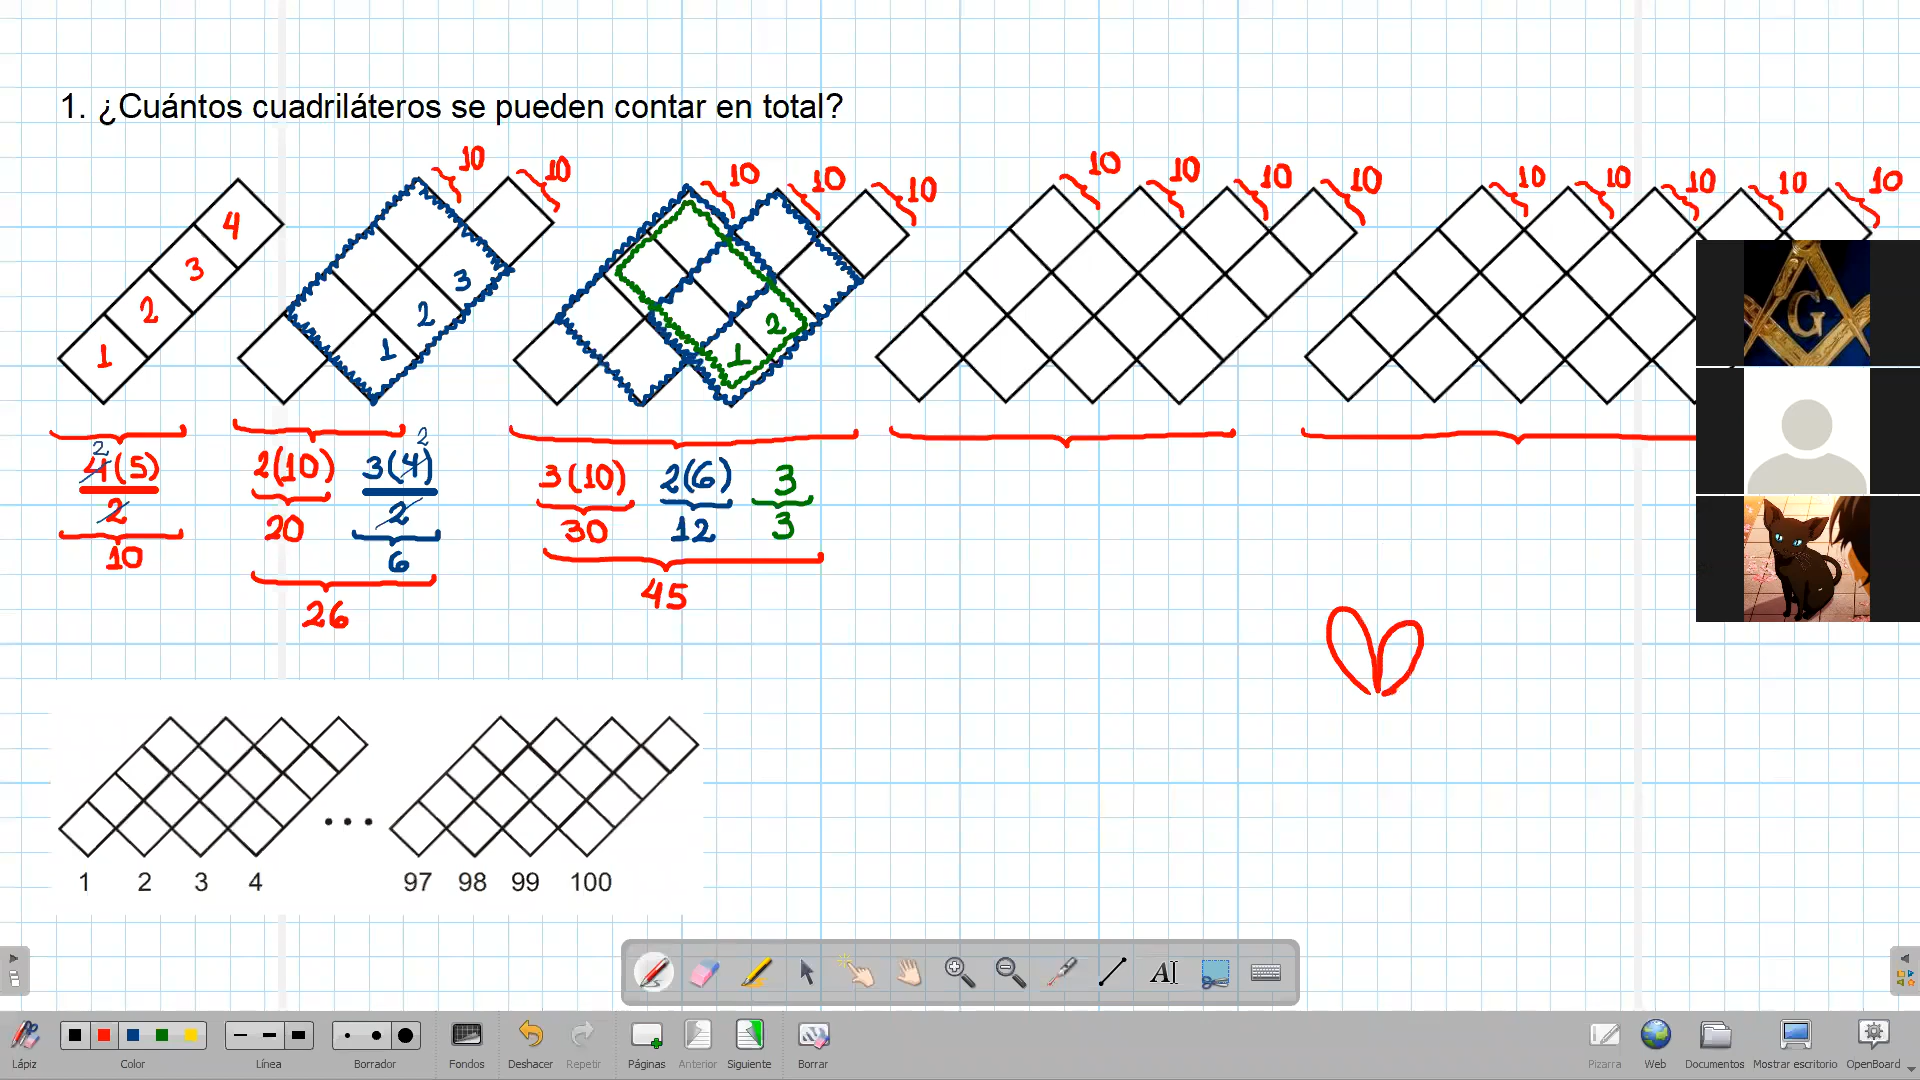 1. ¿Cuántos cuadriláteros se pueden contar en total?
10 10 10 10 10 10 10 10 10 10 10 10 10 10
4 3 2 1
3 2 1
2 1
G
2 2
4(5) 2(10) 3(4) 3(10) 2(6) 3
2 20 2 30 12 3
10 6
26 45
1 2 3 4 97 98 99 100
Lápiz Color Línea Borrador Fondos Deshacer Repetir Páginas Anterior Siguiente Borrar Pizarra Web Documentos Mostrar escritorio OpenBoard